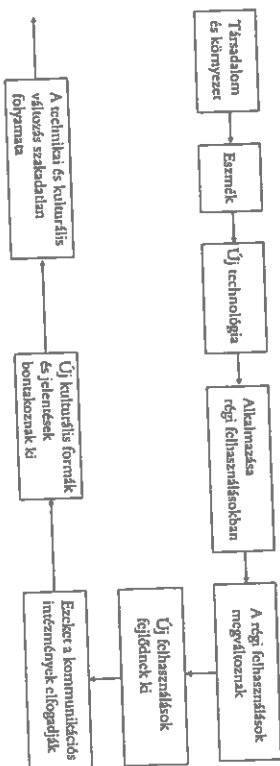 Társadalom
és környezet
Eszmék
Új technológia
Alkalmazása
régi felhasználásokban
A régi felhasználások
megváltoznak
Új felhasználások
fejlődnek ki
Ezeket a kommunikációs
intézmények elfogadják
Új kulturális formák
és jelentések
bontakoznak ki
A technikai és kulturális
változás szakadatlan
folyamata